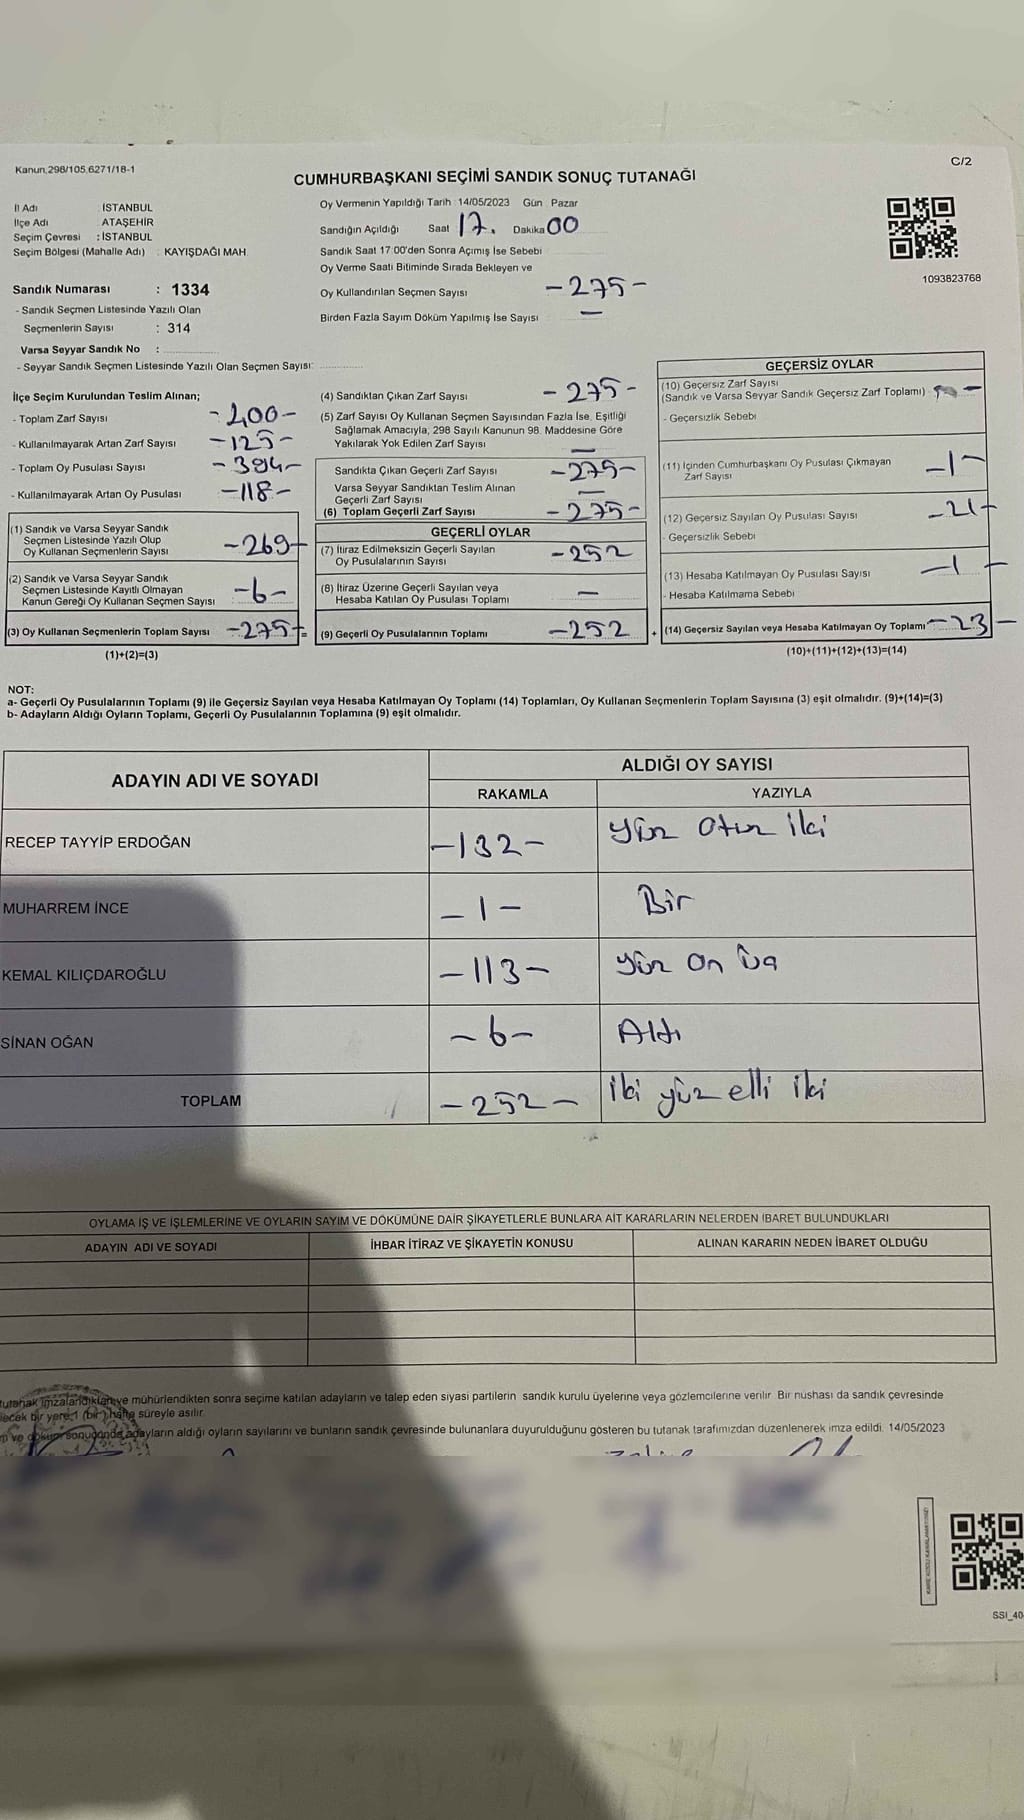 Kanun,298/105,6271/18-1
C/2
CUMHURBAŞKANI SEÇİMİ SANDIK SONUÇ TUTANAĞI
İl Adı : İSTANBUL
İlçe Adı : ATAŞEHİR
Seçim Çevresi : İSTANBUL
Seçim Bölgesi (Mahalle Adı) : KAYIŞDAĞI MAH.
Sandık Numarası : 1334
- Sandık Seçmen Listesinde Yazılı Olan
Seçmenlerin Sayısı : 314
Varsa Seyyar Sandık No :
- Seyyar Sandık Seçmen Listesinde Yazılı Olan Seçmen Sayısı:
Oy Vermenin Yapıldığı Tarih : 14/05/2023 Gün Pazar
Sandığın Açıldığı Saat 17. Dakika 00
Sandık Saat 17:00'den Sonra Açımış İse Sebebi
Oy Verme Saati Bitiminde Sırada Bekleyen ve
Oy Kullandırılan Seçmen Sayısı -275-
Birden Fazla Sayım Döküm Yapılmış İse Sayısı —
1093823768
İlçe Seçim Kurulundan Teslim Alınan;
- Toplam Zarf Sayısı -400-
- Kullanılmayarak Artan Zarf Sayısı -125-
- Toplam Oy Pusulası Sayısı -394-
- Kullanılmayarak Artan Oy Pusulası -118-
(1) Sandık ve Varsa Seyyar Sandık
Seçmen Listesinde Yazılı Olup
Oy Kullanan Seçmenlerin Sayısı -269-
(2) Sandık ve Varsa Seyyar Sandık
Seçmen Listesinde Kayıtlı Olmayan
Kanun Gereği Oy Kullanan Seçmen Sayısı -6-
(3) Oy Kullanan Seçmenlerin Toplam Sayısı -275-
(1)+(2)=(3)
(4) Sandıktan Çıkan Zarf Sayısı -275-
(5) Zarf Sayısı Oy Kullanan Seçmen Sayısından Fazla İse, Eşitliği
Sağlamak Amacıyla, 298 Sayılı Kanunun 98. Maddesine Göre
Yakılarak Yok Edilen Zarf Sayısı —
Sandıkta Çıkan Geçerli Zarf Sayısı -275-
Varsa Seyyar Sandıktan Teslim Alınan
Geçerli Zarf Sayısı —
(6) Toplam Geçerli Zarf Sayısı -275-
GEÇERLİ OYLAR
(7) İtiraz Edilmeksizin Geçerli Sayılan
Oy Pusulalarının Sayısı -252
(8) İtiraz Üzerine Geçerli Sayılan veya
Hesaba Katılan Oy Pusulası Toplamı —
= (9) Geçerli Oy Pusulalarının Toplamı -252
GEÇERSİZ OYLAR
(10) Geçersiz Zarf Sayısı
(Sandık ve Varsa Seyyar Sandık Geçersiz Zarf Toplamı) —
- Geçersizlik Sebebi
(11) İçinden Cumhurbaşkanı Oy Pusulası Çıkmayan
Zarf Sayısı -1-
(12) Geçersiz Sayılan Oy Pusulası Sayısı -21-
- Geçersizlik Sebebi
(13) Hesaba Katılmayan Oy Pusulası Sayısı -1-
- Hesaba Katılmama Sebebi
+ (14) Geçersiz Sayılan veya Hesaba Katılmayan Oy Toplamı -23-
(10)+(11)+(12)+(13)=(14)
NOT:
a- Geçerli Oy Pusulalarının Toplamı (9) ile Geçersiz Sayılan veya Hesaba Katılmayan Oy Toplamı (14) Toplamları, Oy Kullanan Seçmenlerin Toplam Sayısına (3) eşit olmalıdır. (9)+(14)=(3)
b- Adayların Aldığı Oyların Toplamı, Geçerli Oy Pusulalarının Toplamına (9) eşit olmalıdır.
ADAYIN ADI VE SOYADI
ALDIĞI OY SAYISI
RAKAMLA YAZIYLA
RECEP TAYYİP ERDOĞAN -132- Yüz Otuz İki
MUHARREM İNCE -1- Bir
KEMAL KILIÇDAROĞLU -113- Yüz On Üç
SİNAN OĞAN -6- Altı
TOPLAM -252- İki yüz elli iki
OYLAMA İŞ VE İŞLEMLERİNE VE OYLARIN SAYIM VE DÖKÜMÜNE DAİR ŞİKAYETLERLE BUNLARA AİT KARARLARIN NELERDEN İBARET BULUNDUKLARI
ADAYIN ADI VE SOYADI İHBAR İTİRAZ VE ŞİKAYETİN KONUSU ALINAN KARARIN NEDEN İBARET OLDUĞU
tutanak imzalandıktan ve mühürlendikten sonra seçime katılan adayların ve talep eden siyasi partilerin sandık kurulu üyelerine veya gözlemcilerine verilir. Bir nüshası da sandık çevresinde
lecek bir yere 1 (bir) hafta süreyle asılır.
m ve döküm sonucunda adayların aldığı oyların sayılarını ve bunların sandık çevresinde bulunanlara duyurulduğunu gösteren bu tutanak tarafımızdan düzenlenerek imza edildi. 14/05/2023
SSI_40